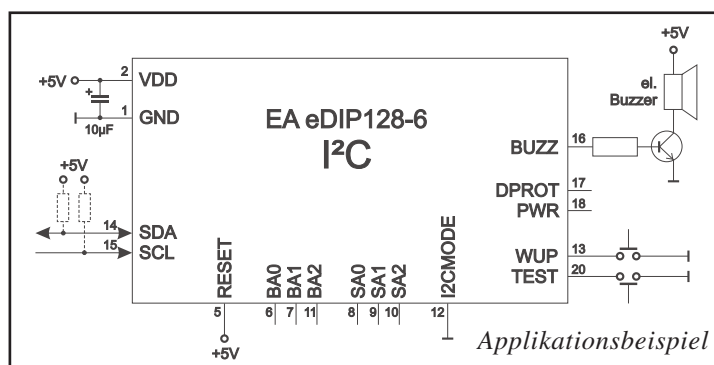 +5V
2
VDD
+5V
1
GND
10µF
el.
Buzzer
EA eDIP128-6
I²C
16
BUZZ
17
DPROT
18
PWR
+5V
14
SDA
15
SCL
13
WUP
20
TEST
RESET
BA0
BA1
BA2
SA0
SA1
SA2
I2CMODE
5
6
7
11
8
9
10
12
+5V
Applikationsbeispiel